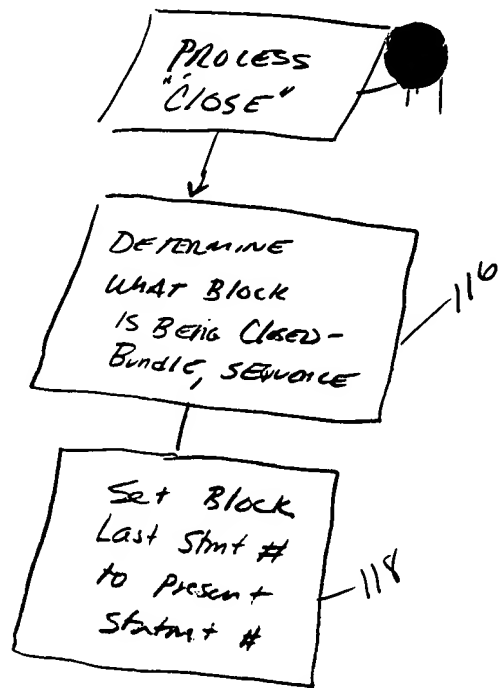 PROCESS
"CLOSE"
DETERMINE
WHAT BLOCK
IS BEING CLOSED-
Bundle, SEQUENCE
116
Set Block
Last Stmt #
to Present
Statmt #
118